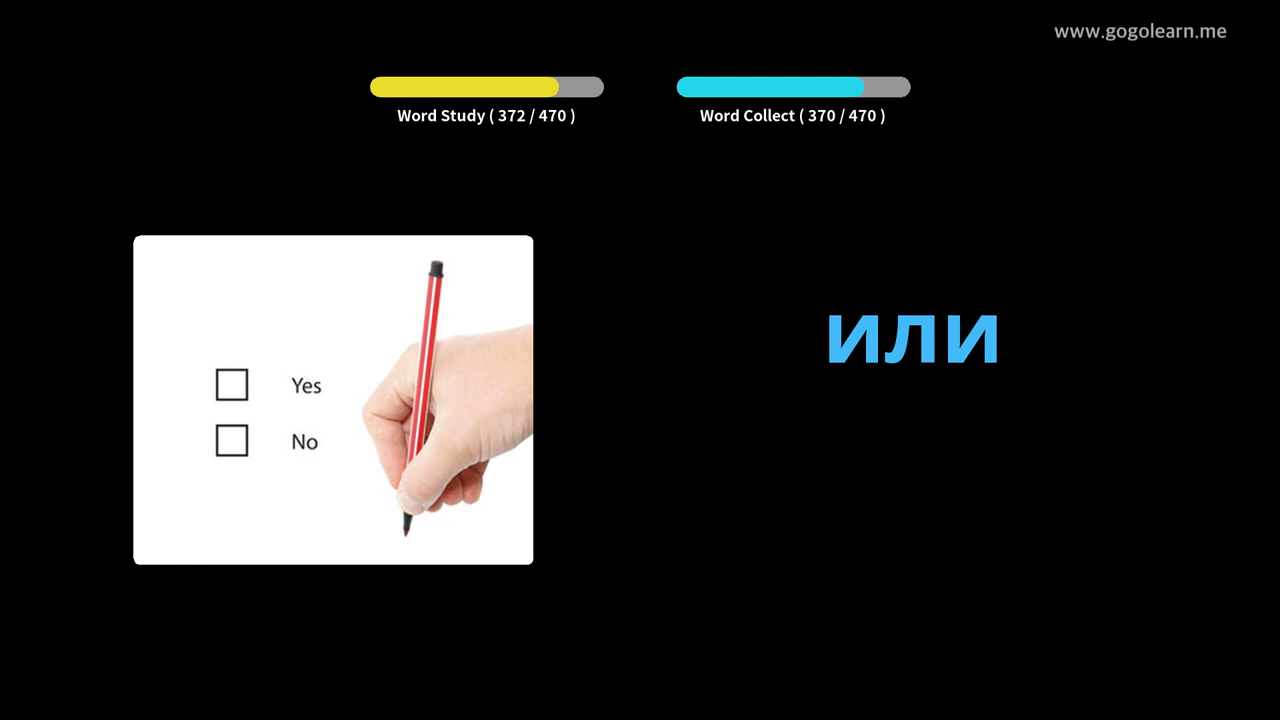 www.gogolearn.me
Word Study ( 372 / 470 )
Word Collect ( 370 / 470 )
или
Yes
No